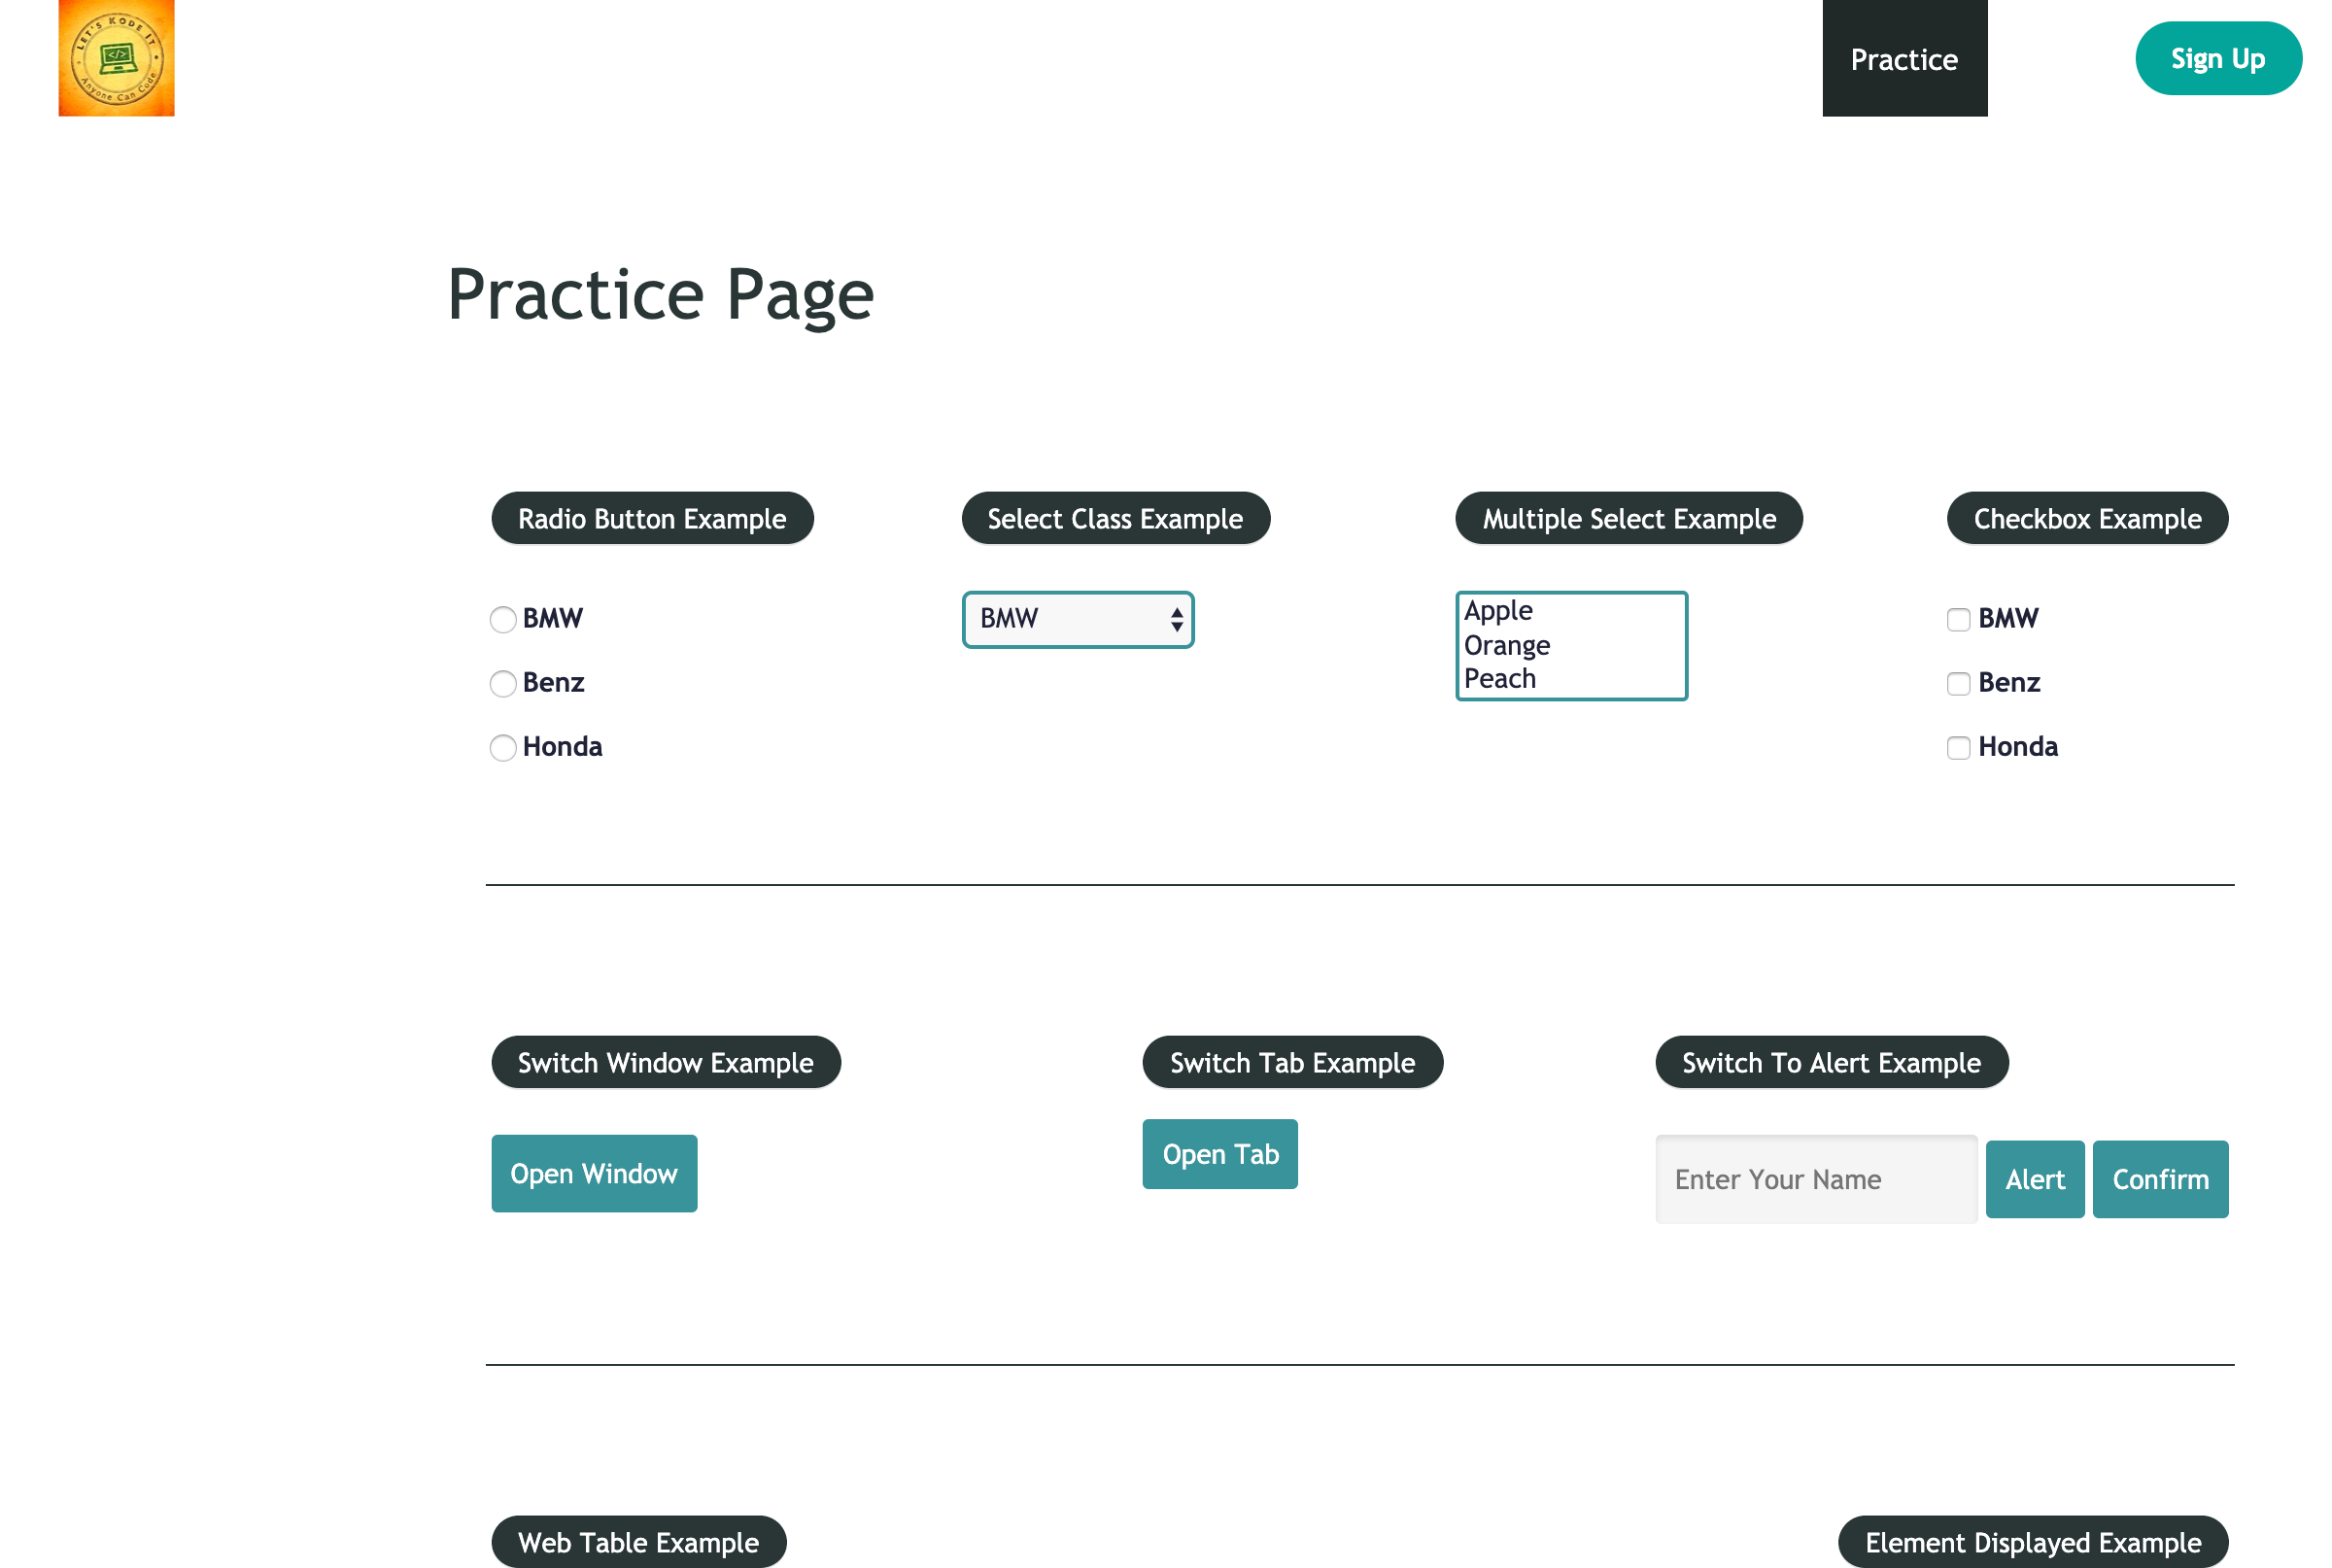 LET'S KODE IT
Anyone Can Code
</>
Practice
Sign Up
Practice Page
Radio Button Example
Select Class Example
Multiple Select Example
Checkbox Example
BMW
Benz
Honda
BMW
Apple
Orange
Peach
BMW
Benz
Honda
Switch Window Example
Switch Tab Example
Switch To Alert Example
Open Window
Open Tab
Enter Your Name
Alert
Confirm
Web Table Example
Element Displayed Example